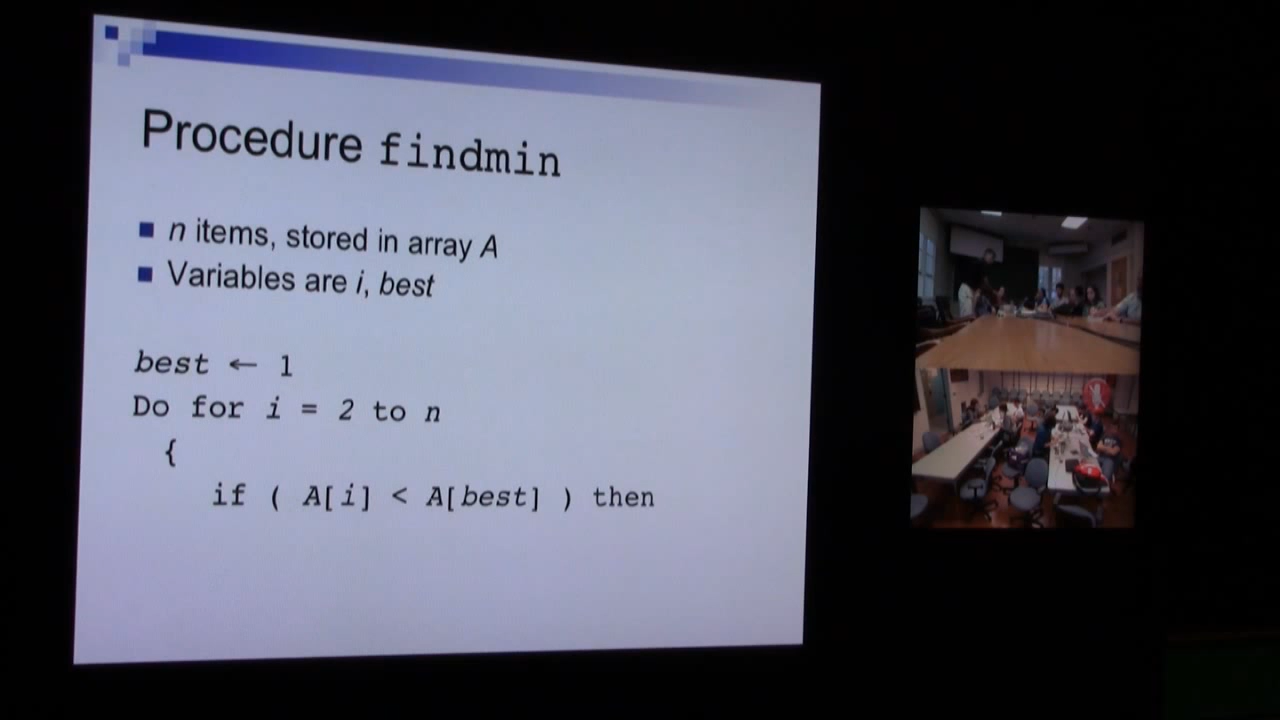 Procedure findmin
n items, stored in array A
Variables are i, best
best ← 1
Do for i = 2 to n
{
if ( A[i] < A[best] ) then